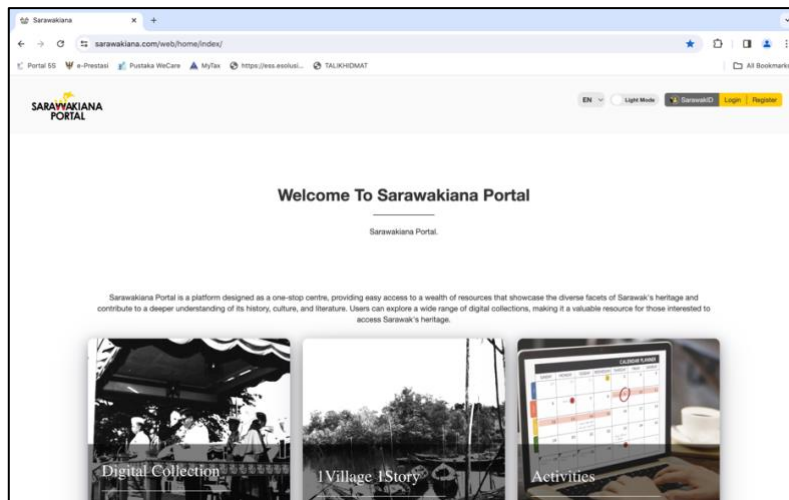 Sarawakiana
sarawakiana.com/web/home/index/
Portal SS e-Prestasi Pustaka WeCare MyTax https://ess.esolusi... TALIKHIDMAT All Bookmarks
SARAWAKIANA
PORTAL
EN Light Mode SarawakID Login Register
Welcome To Sarawakiana Portal
Sarawakiana Portal.
Sarawakiana Portal is a platform designed as a one-stop centre, providing easy access to a wealth of resources that showcase the diverse facets of Sarawak's heritage and
contribute to a deeper understanding of its history, culture, and literature. Users can explore a wide range of digital collections, making it a valuable resource for those interested to
access Sarawak's heritage.
CALENDAR PLANNER
Digital Collection 1Village 1Story Activities